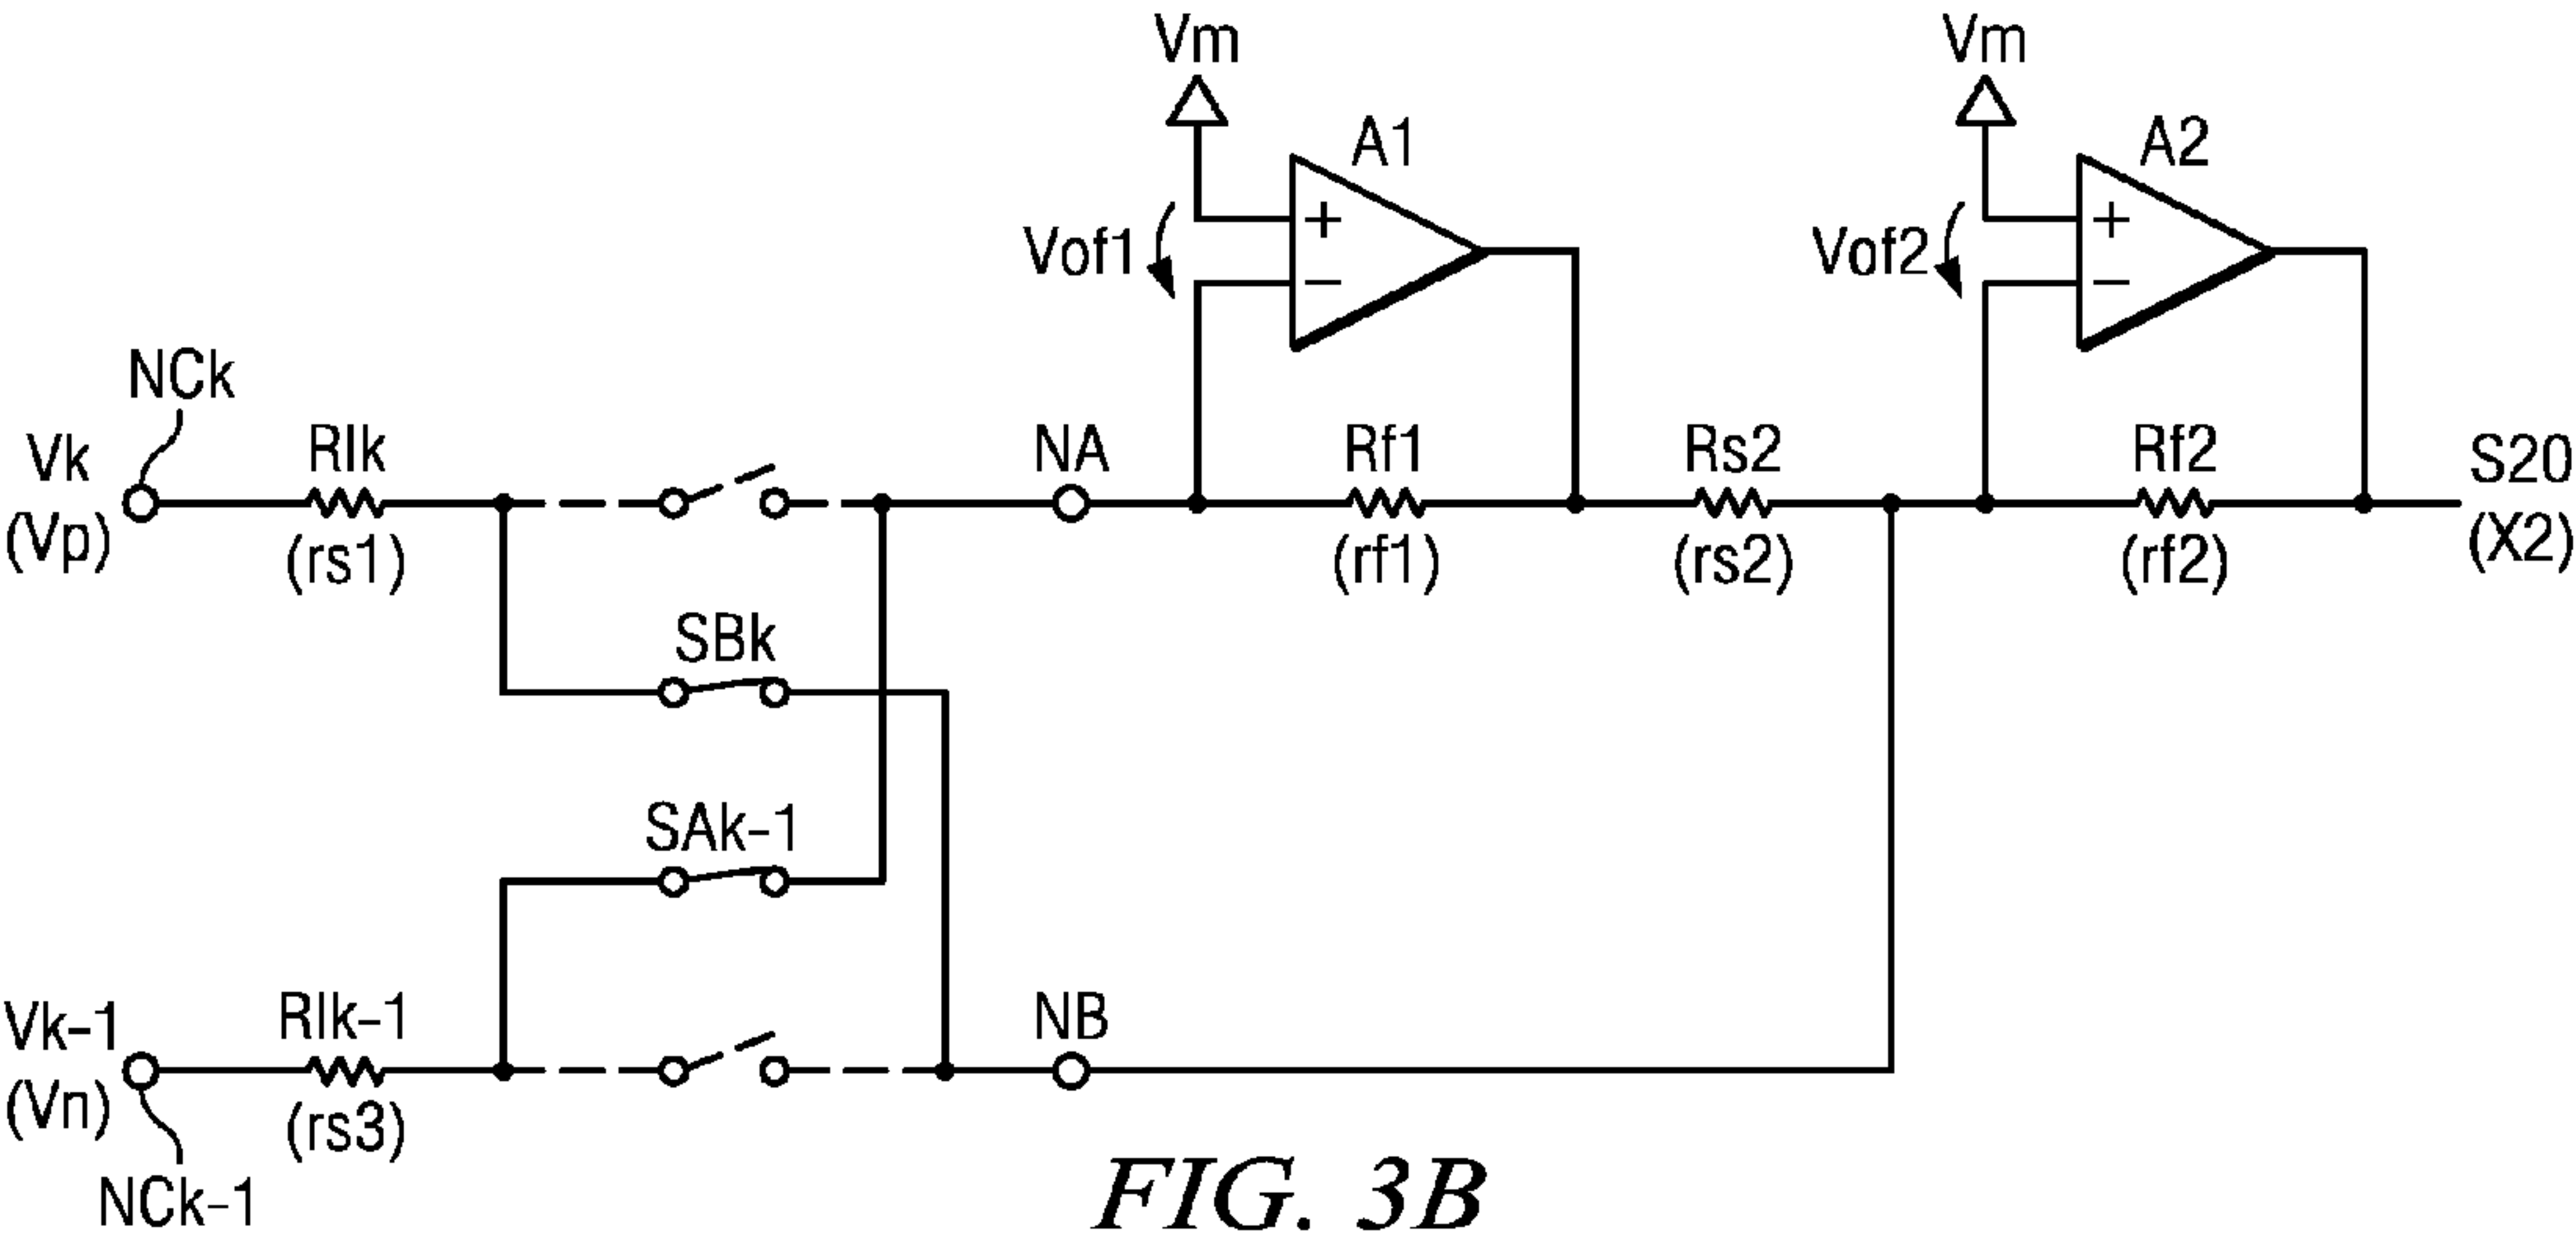 Vm
Vm
A1
A2
Vof1
Vof2
NCk
Vk
(Vp)
RIk
(rs1)
NA
Rf1
(rf1)
Rs2
(rs2)
Rf2
(rf2)
S20
(X2)
SBk
SAk-1
Vk-1
(Vn)
RIk-1
(rs3)
NB
NCk-1
+
−
+
−
FIG. 3B